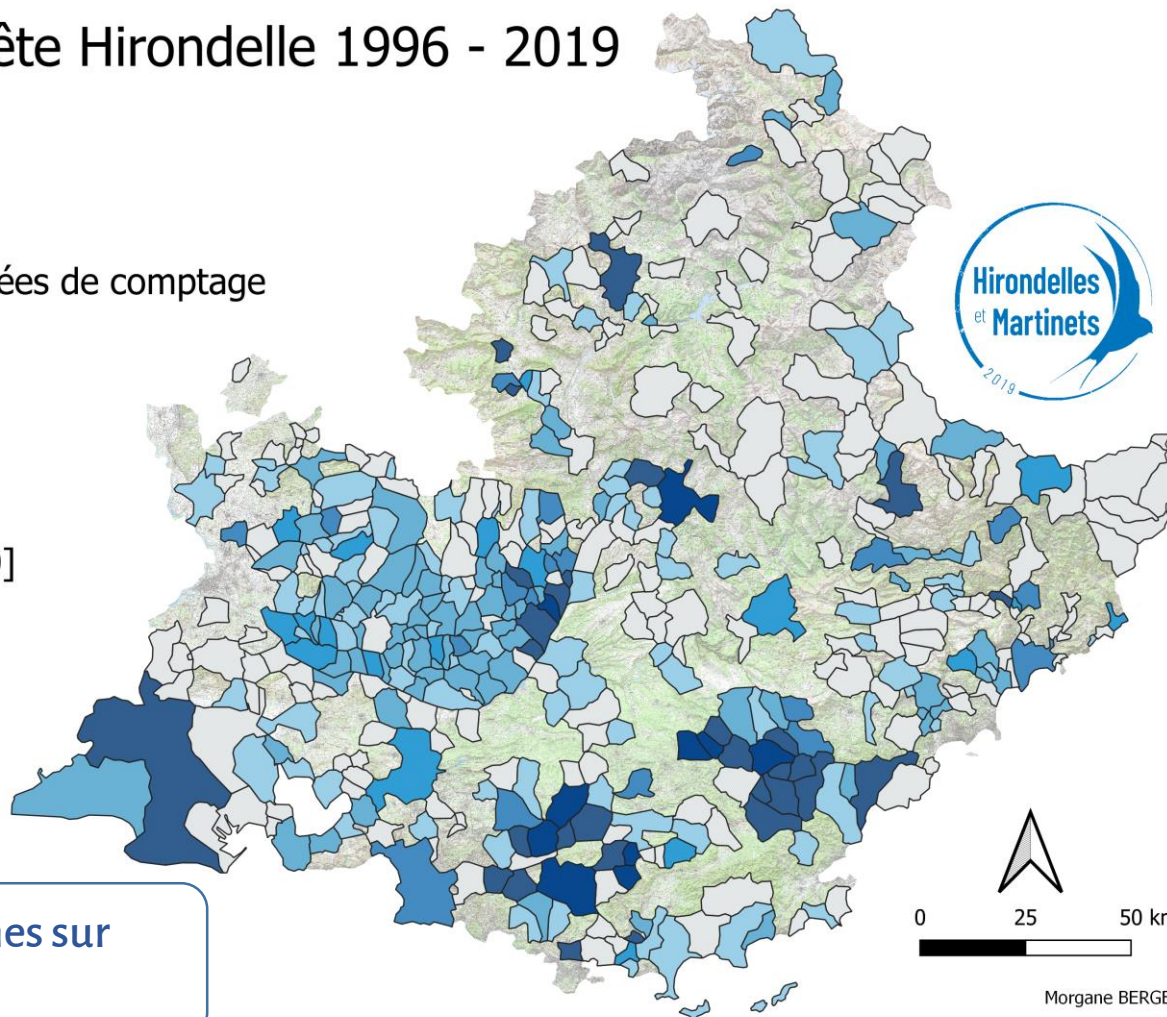 ête Hirondelle 1996 - 2019
ées de comptage
Hirondelles
et Martinets
2019
]
nes sur
0 25 50 km
Morgane BERGE